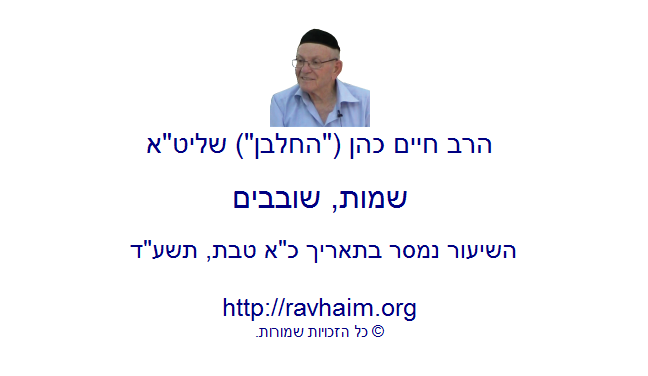 הרב חיים כהן ("החלבן") שליט"א
שמות, שובבים
השיעור נמסר בתאריך כ"א טבת, תשע"ד
http://ravhaim.org
© כל הזכויות שמורות.